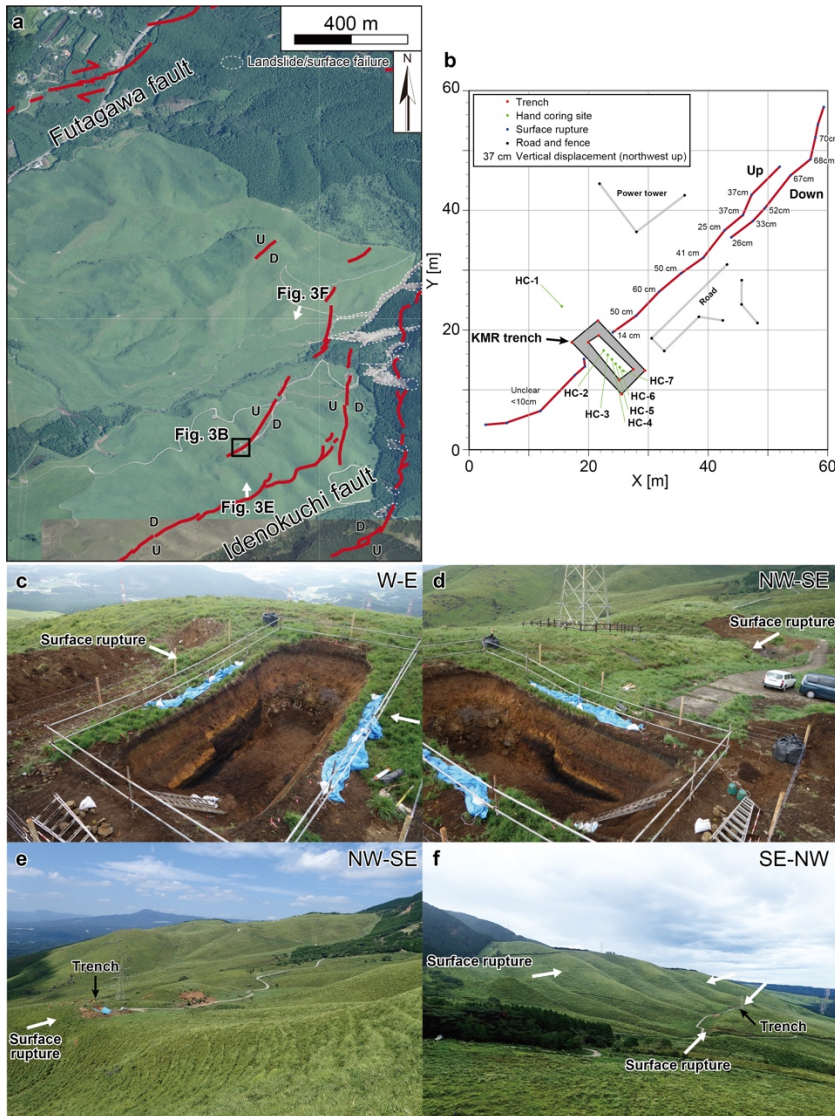 a
400 m
Landslide/surface failure
N
Futagawa fault
U
D
Fig. 3F
U
D
U
D
Fig. 3B
Fig. 3E
Idenokuchi fault
D
U
D
U
b
60
40
20
0
Y [m]
0
20
40
60
X [m]
Trench
Hand coring site
Surface rupture
Road and fence
37 cm Vertical displacement (northwest up)
Up
Down
70cm
68cm
67cm
52cm
33cm
26cm
37cm
37cm
25 cm
41 cm
50 cm
60 cm
50 cm
14 cm
Power tower
Road
HC-1
KMR trench
Unclear
<10cm
HC-2
HC-3
HC-7
HC-6
HC-5
HC-4
c
W-E
Surface rupture
d
NW-SE
Surface rupture
e
NW-SE
Trench
Surface
rupture
f
SE-NW
Surface rupture
Trench
Surface rupture